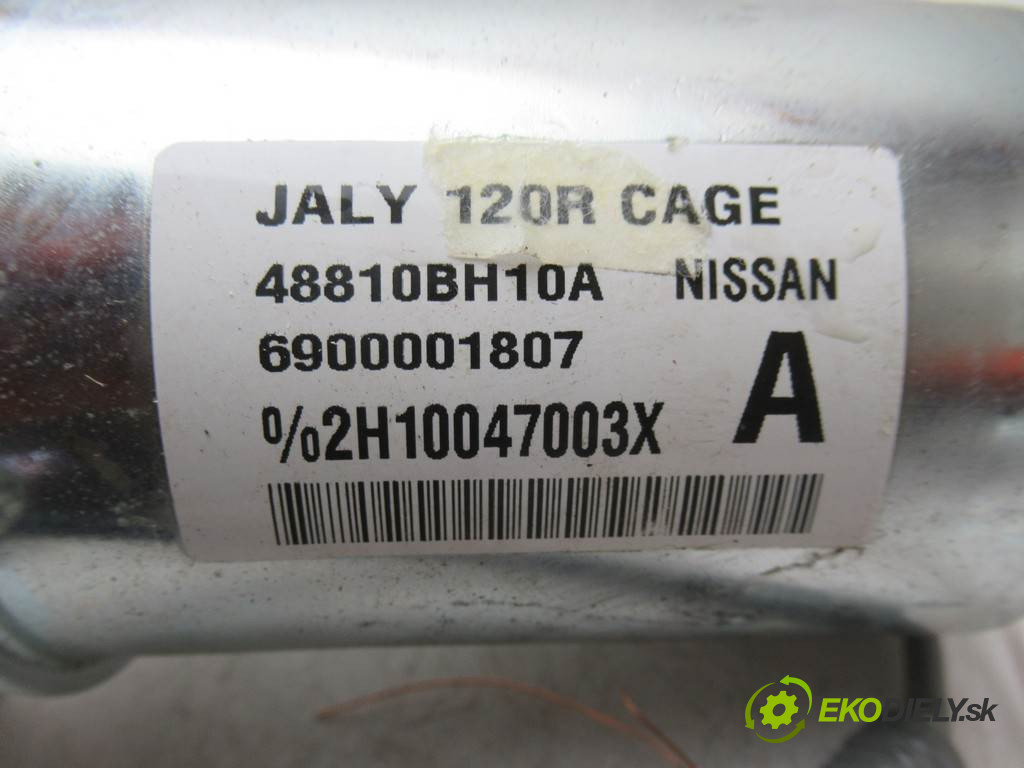 JALY 120R CAGE
48810BH10A NISSAN
6900001807
A
%2H10047003X
EKODIELY.sk